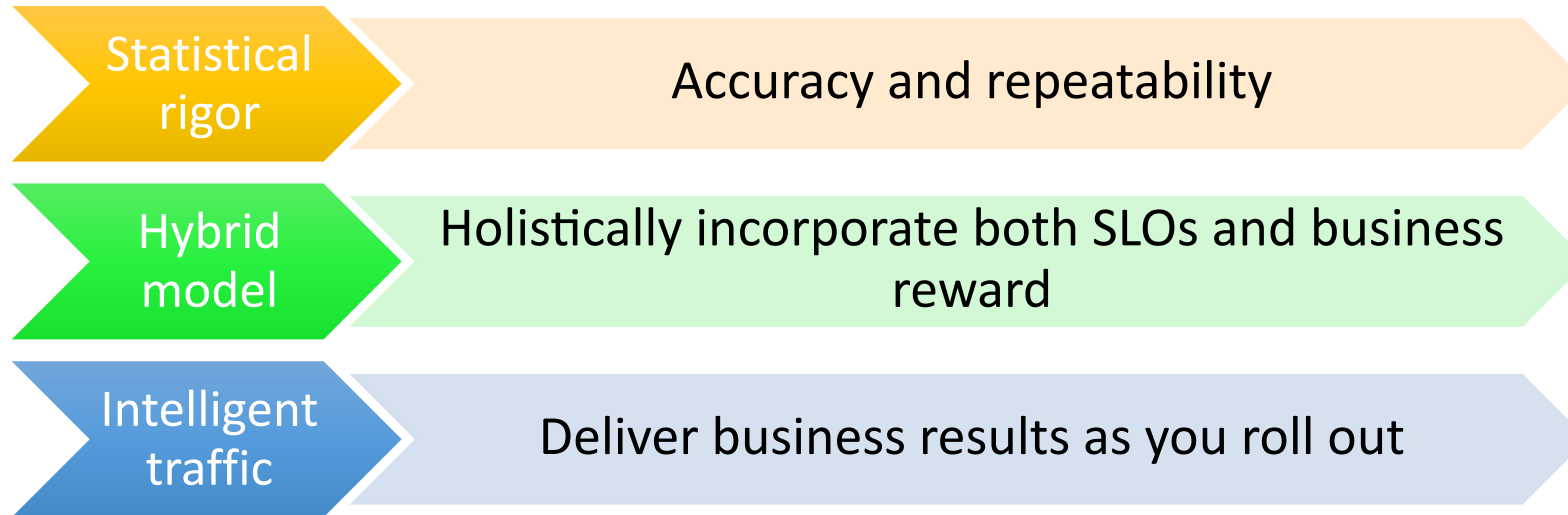 Statistical
rigor
Accuracy and repeatability
Hybrid
model
Holistically incorporate both SLOs and business
reward
Intelligent
traffic
Deliver business results as you roll out